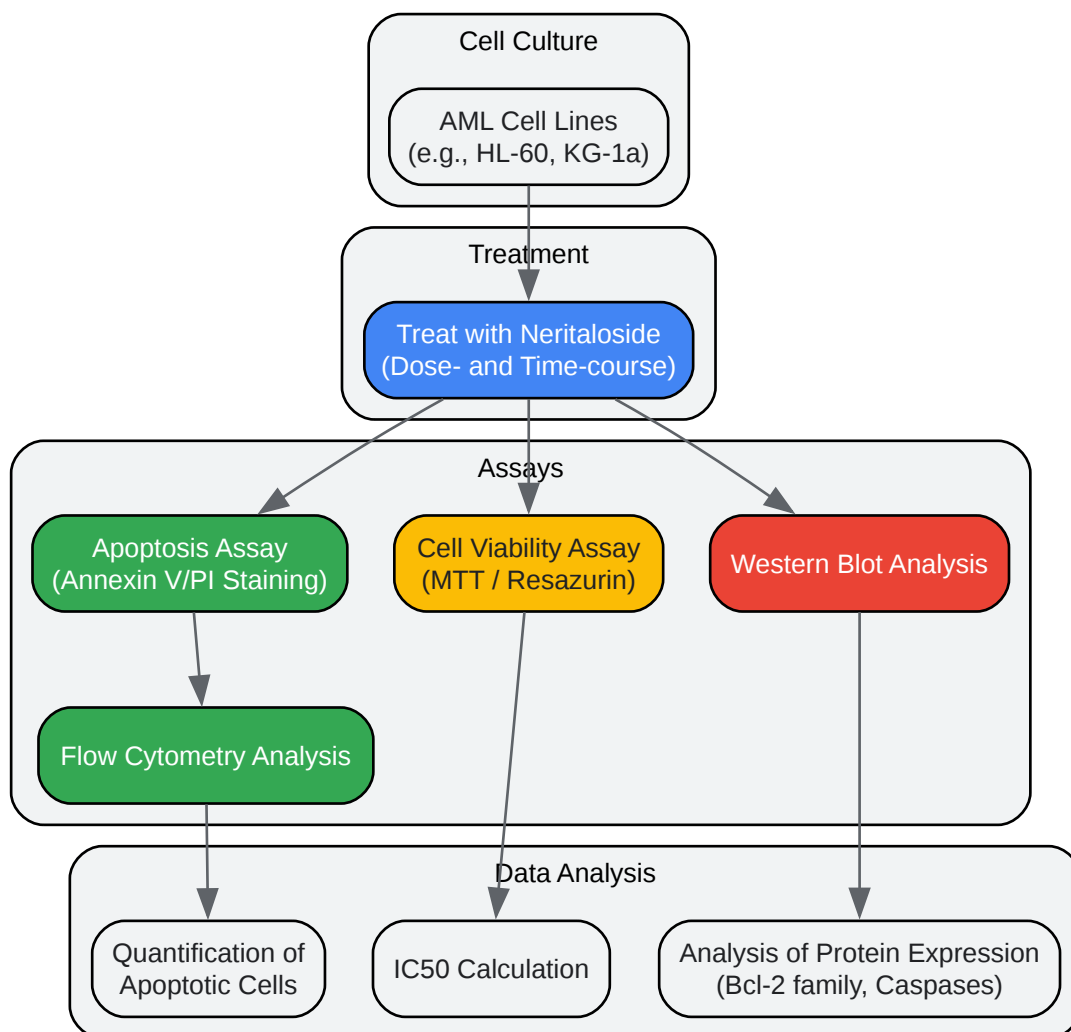 Cell Culture
AML Cell Lines
(e.g., HL-60, KG-1a)
Treatment
Treat with Neritaloside
(Dose- and Time-course)
Assays
Apoptosis Assay
(Annexin V/PI Staining)
Cell Viability Assay
(MTT / Resazurin)
Western Blot Analysis
Flow Cytometry Analysis
Data Analysis
Quantification of
Apoptotic Cells
IC50 Calculation
Analysis of Protein Expression
(Bcl-2 family, Caspases)